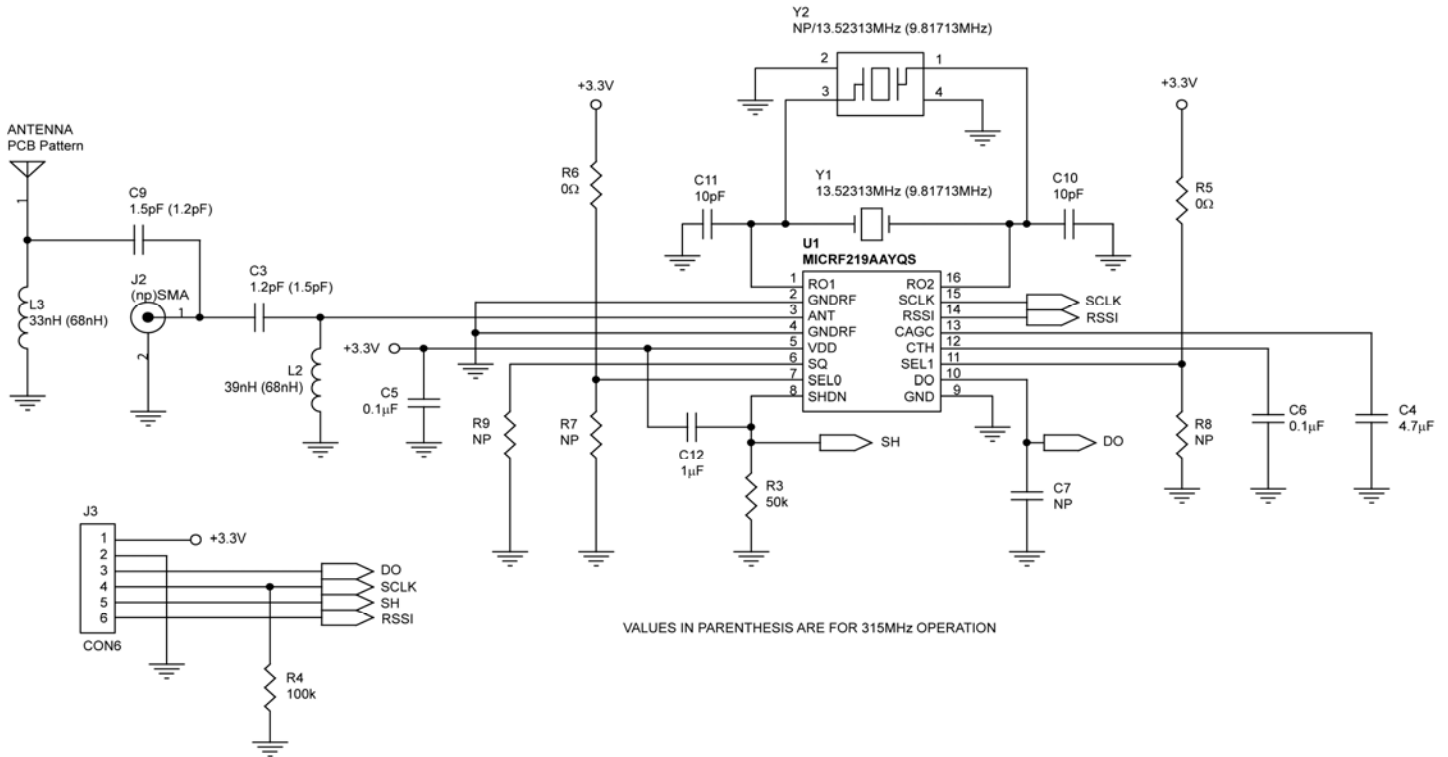 Y2
NP/13.52313MHz (9.81713MHz)
2
1
3
4
+3.3V
+3.3V
ANTENNA
PCB Pattern
1
C9
1.5pF (1.2pF)
R6
0Ω
C11
10pF
Y1
13.52313MHz (9.81713MHz)
C10
10pF
R5
0Ω
U1
MICRF219AAYQS
J2
(np)SMA
1
2
C3
1.2pF (1.5pF)
L3
33nH (68nH)
1 RO1 RO2 16
2 GNDRF SCLK 15 SCLK
3 ANT RSSI 14 RSSI
4 GNDRF CAGC 13
+3.3V 5 VDD CTH 12
6 SQ SEL1 11
7 SEL0 DO 10
8 SHDN GND 9
L2
39nH (68nH)
C5
0.1µF
R9
NP
R7
NP
C12
1µF
SH
DO
R8
NP
C6
0.1µF
C4
4.7µF
R3
50k
C7
NP
J3
1 +3.3V
2
3 DO
4 SCLK
5 SH
6 RSSI
CON6
R4
100k
VALUES IN PARENTHESIS ARE FOR 315MHz OPERATION